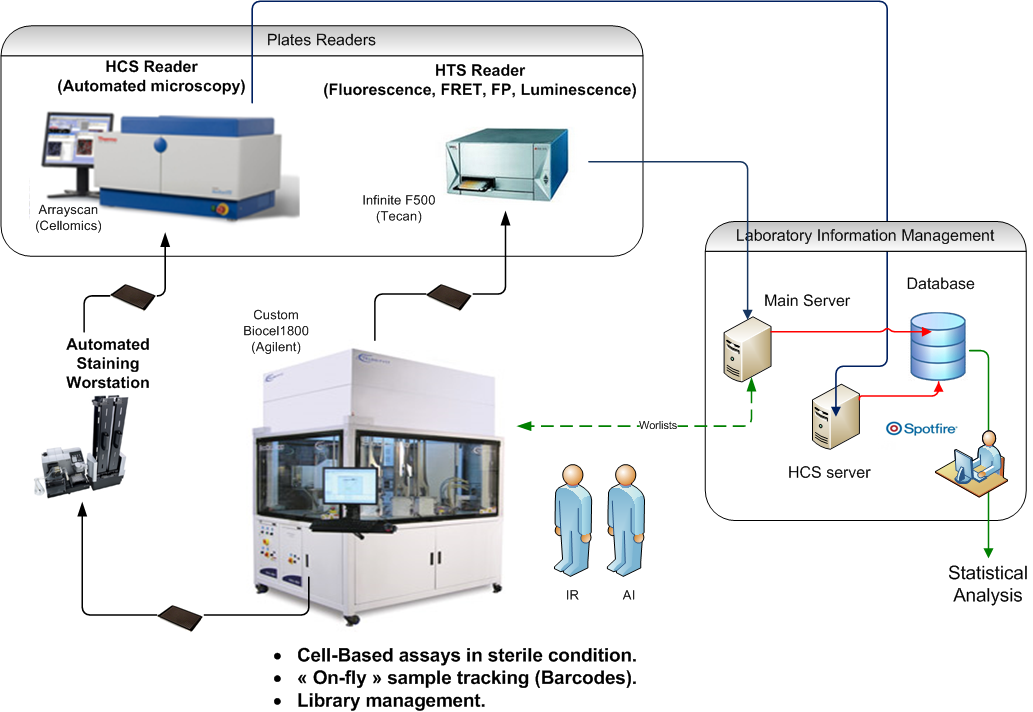 Plates Readers
HCS Reader
(Automated microscopy)
HTS Reader
(Fluorescence, FRET, FP, Luminescence)
Arrayscan
(Cellomics)
Infinite F500
(Tecan)
Laboratory Information Management
Main Server
Database
HCS server
Spotfire
Custom
Biocel1800
(Agilent)
Automated
Staining
Worstation
Worlists
IR
AI
Statistical
Analysis
• Cell-Based assays in sterile condition.
• « On-fly » sample tracking (Barcodes).
• Library management.